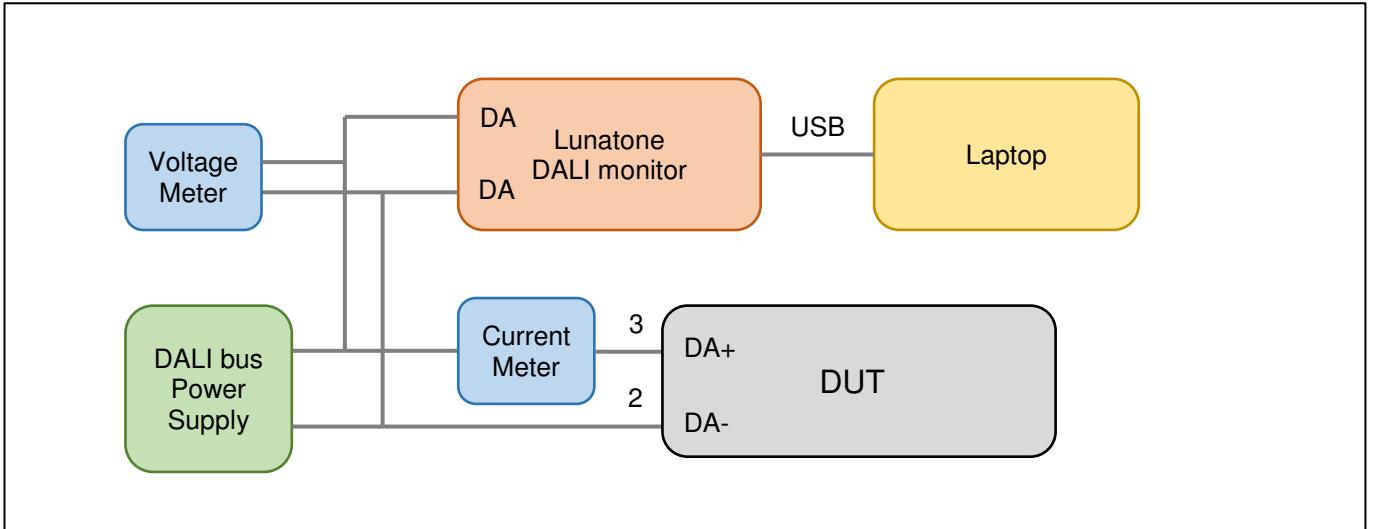 DA
USB
Voltage
Meter
Lunatone
DALI monitor
Laptop
DA
DALI bus
Power
Supply
Current
Meter
3
DA+
DUT
2
DA-